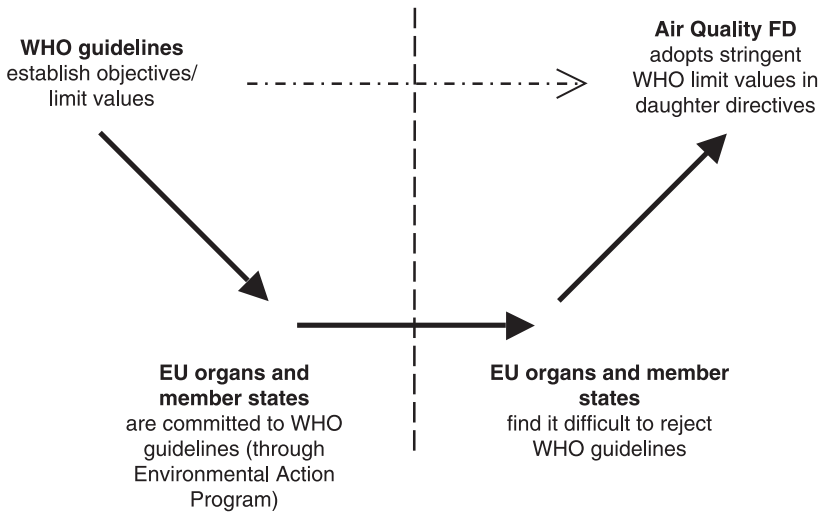 WHO guidelines
establish objectives/
limit values
Air Quality FD
adopts stringent
WHO limit values in
daughter directives
EU organs and
member states
are committed to WHO
guidelines (through
Environmental Action
Program)
EU organs and member
states
find it difficult to reject
WHO guidelines